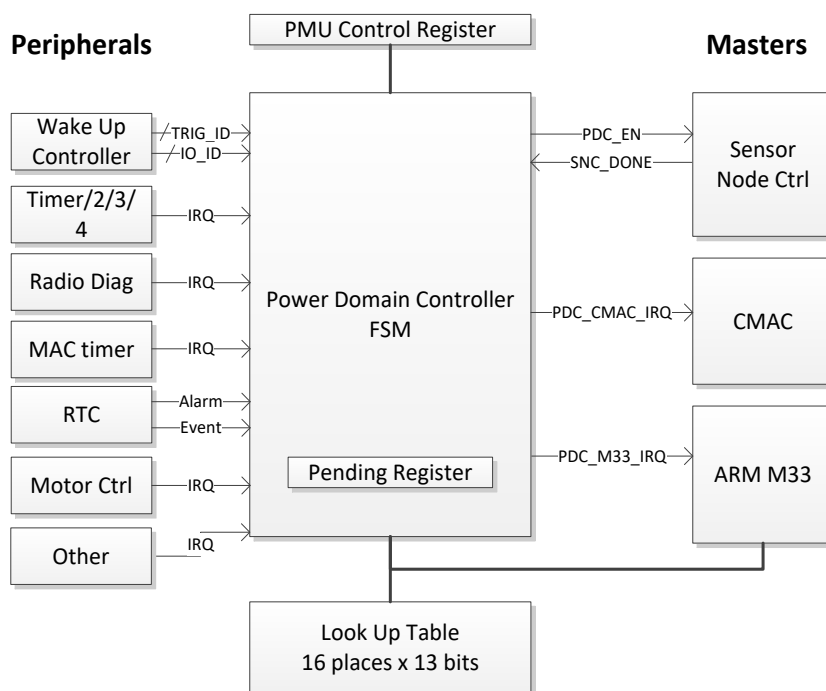 PMU Control Register
Peripherals
Masters
Wake Up
Controller
TRIG_ID
IO_ID
Timer/2/3/
4
IRQ
Radio Diag
IRQ
MAC timer
IRQ
RTC
Alarm
Event
Motor Ctrl
IRQ
Other
IRQ
Power Domain Controller
FSM
Pending Register
PDC_EN
SNC_DONE
Sensor
Node Ctrl
PDC_CMAC_IRQ
CMAC
PDC_M33_IRQ
ARM M33
Look Up Table
16 places x 13 bits